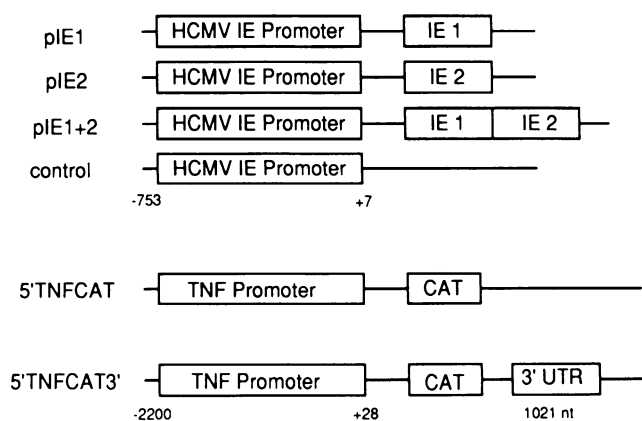 pIE1 HCMV IE Promoter IE 1
pIE2 HCMV IE Promoter IE 2
pIE1+2 HCMV IE Promoter IE 1 IE 2
control HCMV IE Promoter
-753 +7
5'TNFCAT TNF Promoter CAT
5'TNFCAT3' TNF Promoter CAT 3' UTR
-2200 +28 1021 nt